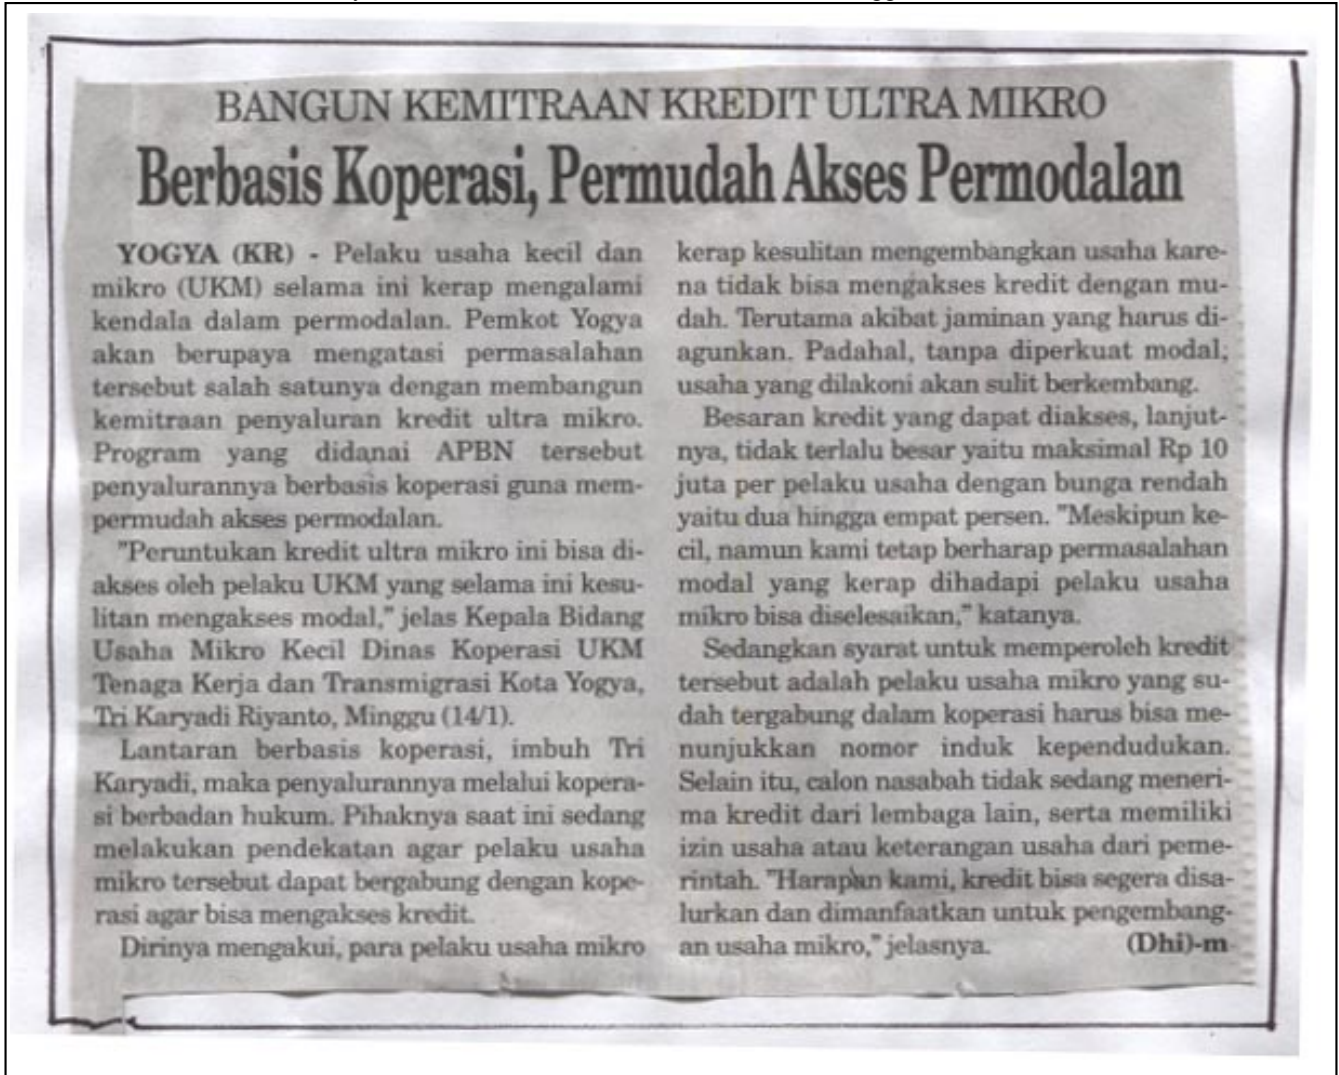 BANGUN KEMITRAAN KREDIT ULTRA MIKRO
Berbasis Koperasi, Permudah Akses Permodalan
YOGYA (KR) - Pelaku usaha kecil dan
mikro (UKM) selama ini kerap mengalami
kendala dalam permodalan. Pemkot Yogya
akan berupaya mengatasi permasalahan
tersebut salah satunya dengan membangun
kemitraan penyaluran kredit ultra mikro.
Program yang didanai APBN tersebut
penyalurannya berbasis koperasi guna mem-
permudah akses permodalan.
"Peruntukan kredit ultra mikro ini bisa di-
akses oleh pelaku UKM yang selama ini kesu-
litan mengakses modal," jelas Kepala Bidang
Usaha Mikro Kecil Dinas Koperasi UKM
Tenaga Kerja dan Transmigrasi Kota Yogya,
Tri Karyadi Riyanto, Minggu (14/1).
Lantaran berbasis koperasi, imbuh Tri
Karyadi, maka penyalurannya melalui kopera-
si berbadan hukum. Pihaknya saat ini sedang
melakukan pendekatan agar pelaku usaha
mikro tersebut dapat bergabung dengan kope-
rasi agar bisa mengakses kredit.
Dirinya mengakui, para pelaku usaha mikro
kerap kesulitan mengembangkan usaha kare-
na tidak bisa mengakses kredit dengan mu-
dah. Terutama akibat jaminan yang harus di-
agunkan. Padahal, tanpa diperkuat modal,
usaha yang dilakoni akan sulit berkembang.
Besaran kredit yang dapat diakses, lanjut-
nya, tidak terlalu besar yaitu maksimal Rp 10
juta per pelaku usaha dengan bunga rendah
yaitu dua hingga empat persen. "Meskipun ke-
cil, namun kami tetap berharap permasalahan
modal yang kerap dihadapi pelaku usaha
mikro bisa diselesaikan," katanya.
Sedangkan syarat untuk memperoleh kredit
tersebut adalah pelaku usaha mikro yang su-
dah tergabung dalam koperasi harus bisa me-
nunjukkan nomor induk kependudukan.
Selain itu, calon nasabah tidak sedang meneri-
ma kredit dari lembaga lain, serta memiliki
izin usaha atau keterangan usaha dari peme-
rintah. "Harapan kami, kredit bisa segera disa-
lurkan dan dimanfaatkan untuk pengembang-
an usaha mikro," jelasnya. (Dhi)-m